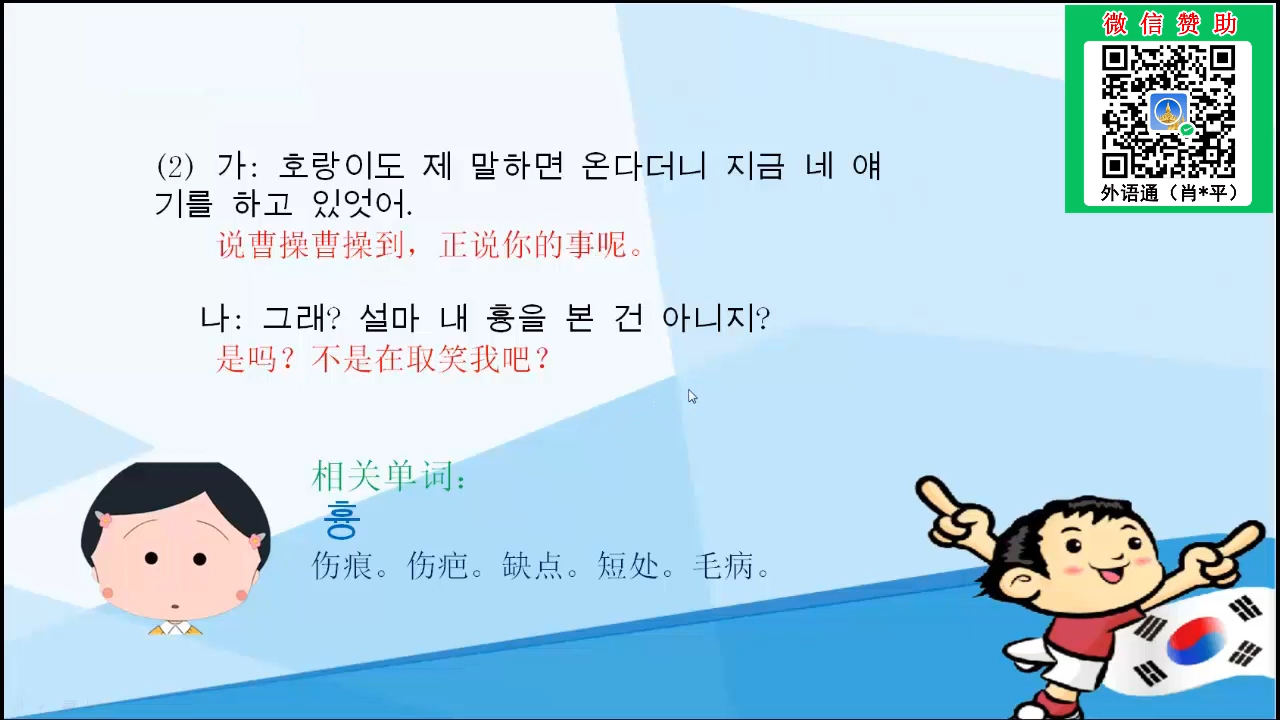 微信赞助
外语通（肖*平）
(2) 가: 호랑이도 제 말하면 온다더니 지금 네 얘
기를 하고 있엇어.
说曹操曹操到，正说你的事呢。
나: 그래? 설마 내 흉을 본 건 아니지?
是吗？不是在取笑我吧？
相关单词：
흉
伤痕。伤疤。缺点。短处。毛病。